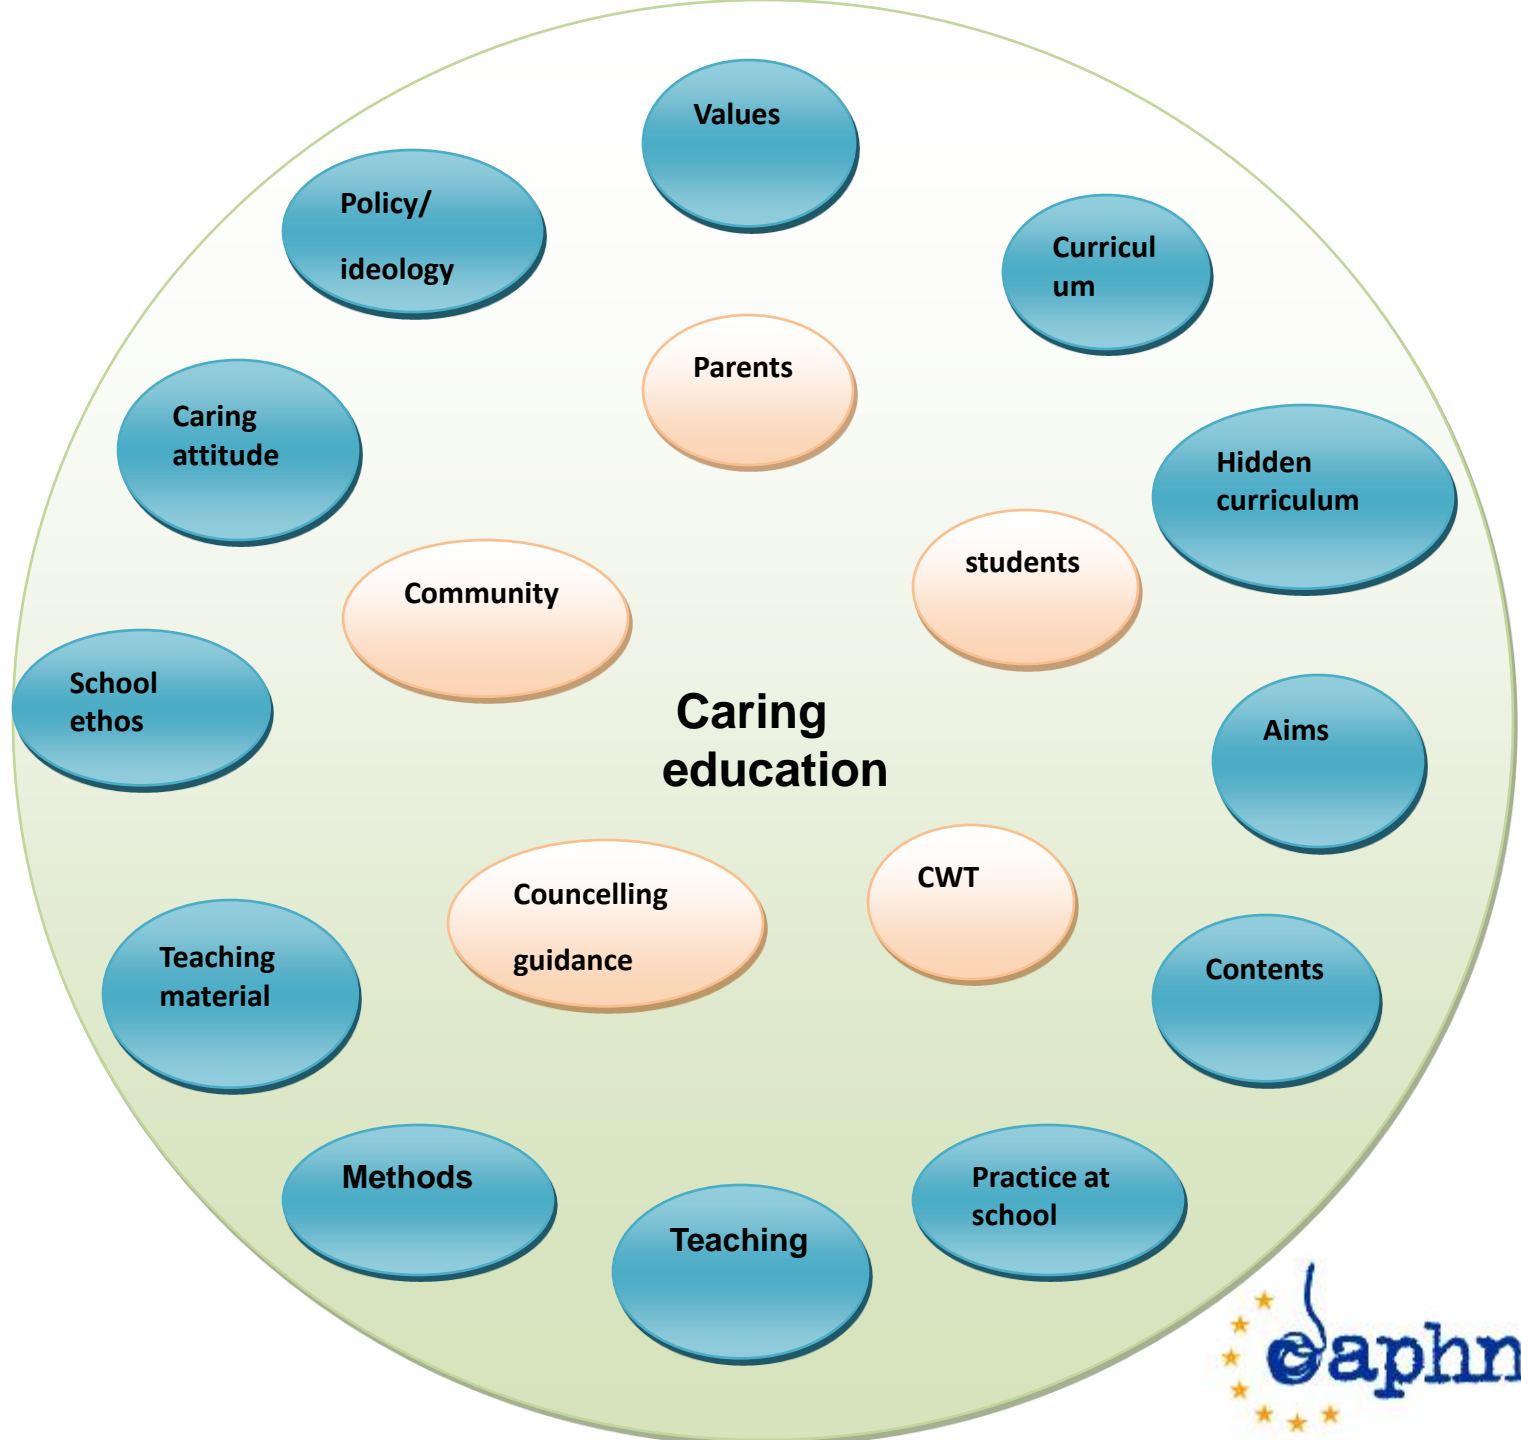 Values
Policy/
ideology
Curricul
um
Parents
Caring
attitude
Hidden
curriculum
students
Community
School
ethos
Caring
education
Aims
Councelling
guidance
CWT
Teaching
material
Contents
Methods
Teaching
Practice at
school
daphn